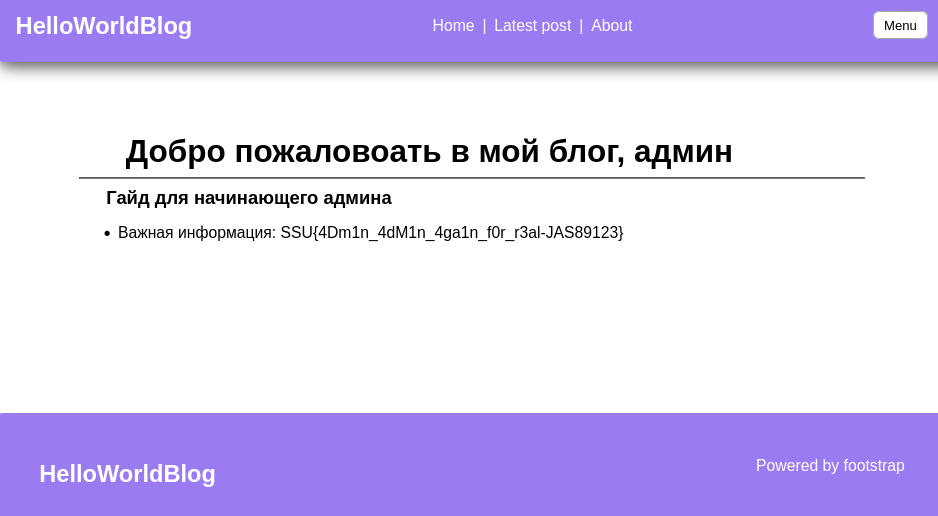 HelloWorldBlog
Home | Latest post | About
Menu
Добро пожаловоать в мой блог, админ
Гайд для начинающего админа
• Важная информация: SSU{4Dm1n_4dM1n_4ga1n_f0r_r3al-JAS89123}
HelloWorldBlog
Powered by footstrap